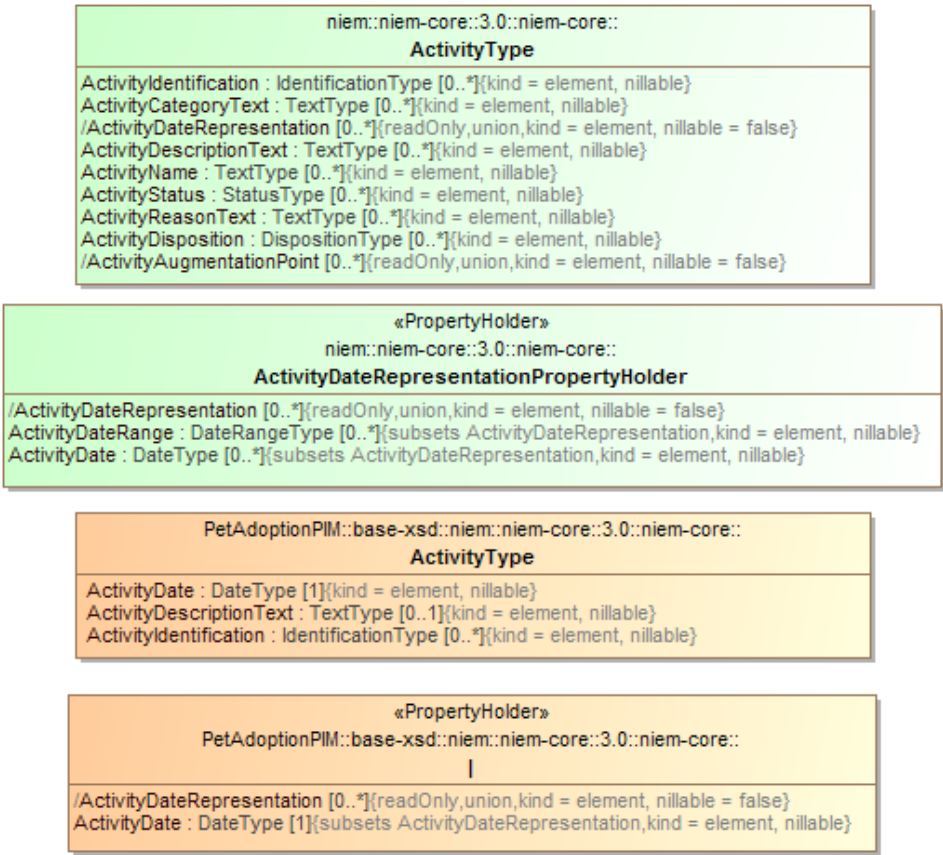 niem::niem-core::3.0::niem-core::
ActivityType
ActivityIdentification : IdentificationType [0..*]{kind = element, nillable}
ActivityCategoryText : TextType [0..*]{kind = element, nillable}
/ActivityDateRepresentation [0..*]{readOnly,union,kind = element, nillable = false}
ActivityDescriptionText : TextType [0..*]{kind = element, nillable}
ActivityName : TextType [0..*]{kind = element, nillable}
ActivityStatus : StatusType [0..*]{kind = element, nillable}
ActivityReasonText : TextType [0..*]{kind = element, nillable}
ActivityDisposition : DispositionType [0..*]{kind = element, nillable}
/ActivityAugmentationPoint [0..*]{readOnly,union,kind = element, nillable = false}
«PropertyHolder»
niem::niem-core::3.0::niem-core::
ActivityDateRepresentationPropertyHolder
/ActivityDateRepresentation [0..*]{readOnly,union,kind = element, nillable = false}
ActivityDateRange : DateRangeType [0..*]{subsets ActivityDateRepresentation,kind = element, nillable}
ActivityDate : DateType [0..*]{subsets ActivityDateRepresentation,kind = element, nillable}
PetAdoptionPIM::base-xsd::niem::niem-core::3.0::niem-core::
ActivityType
ActivityDate : DateType [1]{kind = element, nillable}
ActivityDescriptionText : TextType [0..1]{kind = element, nillable}
ActivityIdentification : IdentificationType [0..*]{kind = element, nillable}
«PropertyHolder»
PetAdoptionPIM::base-xsd::niem::niem-core::3.0::niem-core::
|
/ActivityDateRepresentation [0..*]{readOnly,union,kind = element, nillable = false}
ActivityDate : DateType [1]{subsets ActivityDateRepresentation,kind = element, nillable}